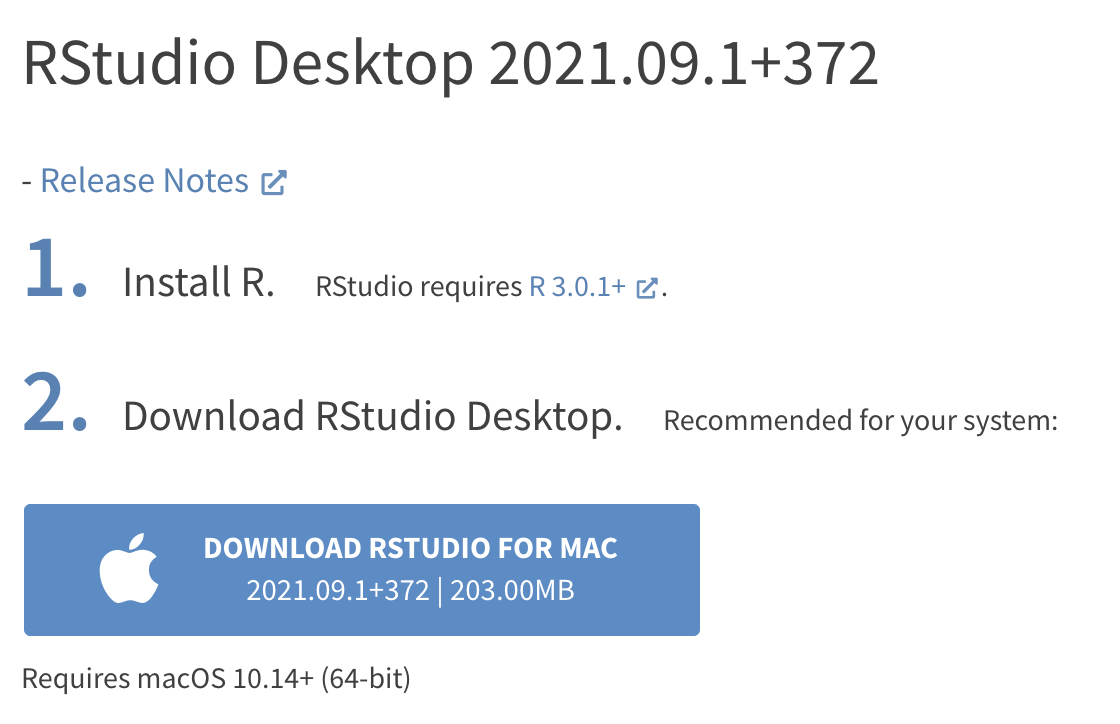 RStudio Desktop 2021.09.1+372
- Release Notes
1. Install R. RStudio requires R 3.0.1+ .
2. Download RStudio Desktop. Recommended for your system:
DOWNLOAD RSTUDIO FOR MAC
2021.09.1+372 | 203.00MB
Requires macOS 10.14+ (64-bit)